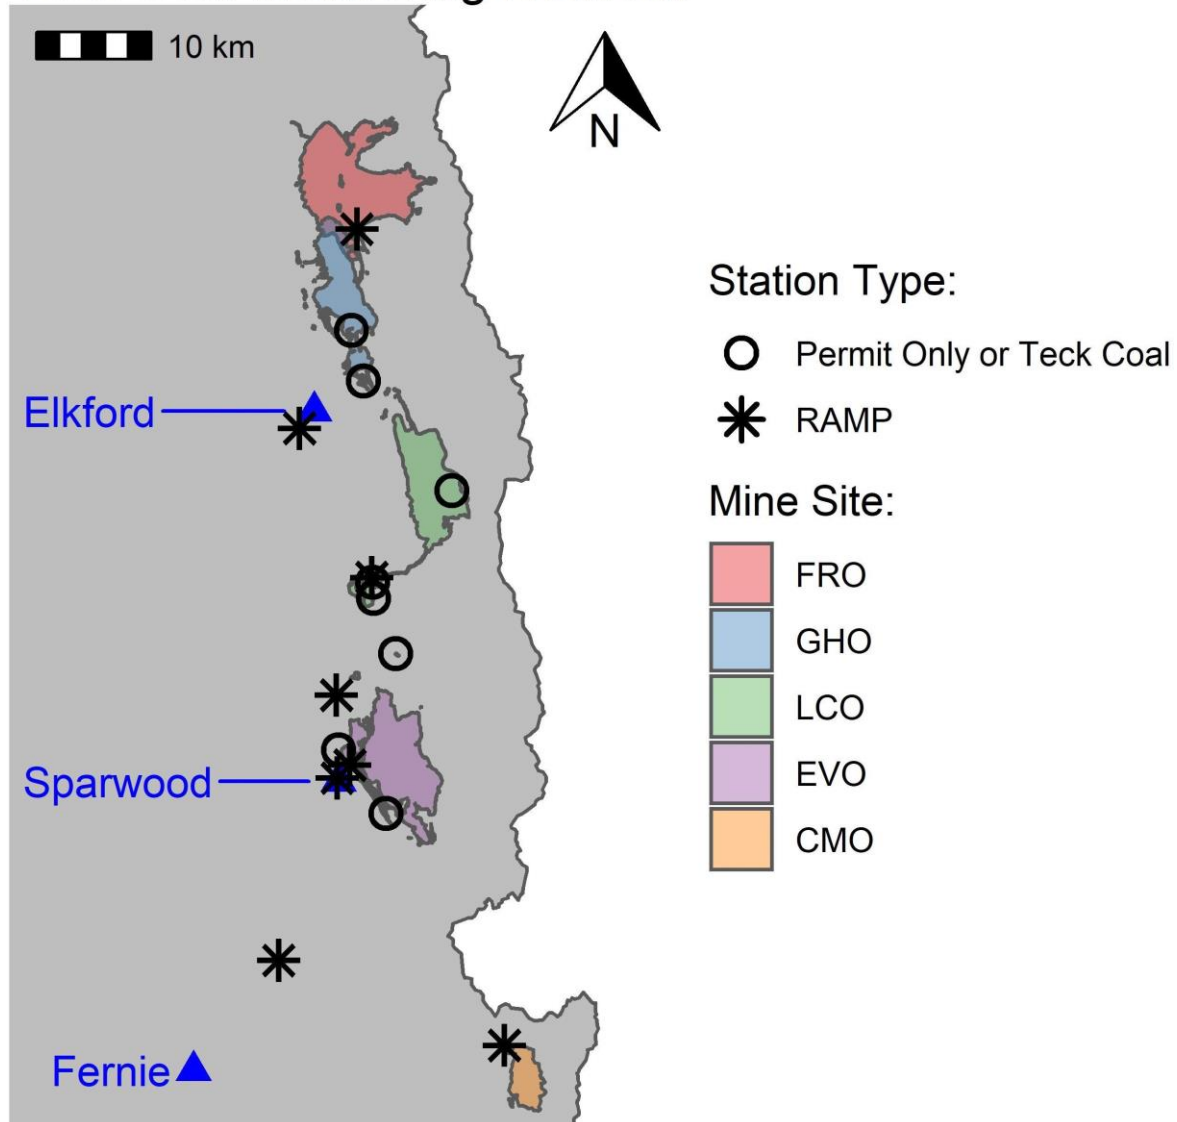 10 km
N
Station Type:
Permit Only or Teck Coal
RAMP
Elkford
Mine Site:
FRO
GHO
LCO
EVO
CMO
Sparwood
Fernie